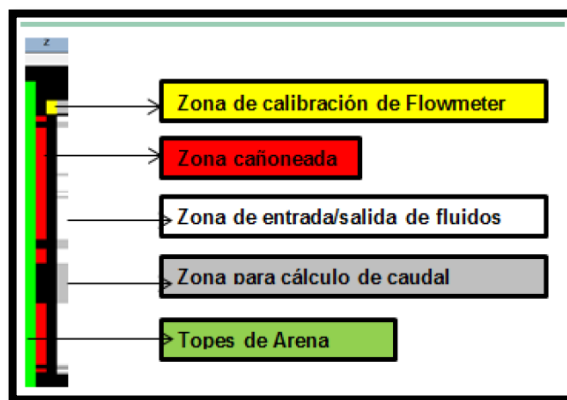 z
Zona de calibración de Flowmeter
Zona cañoneada
Zona de entrada/salida de fluidos
Zona para cálculo de caudal
Topes de Arena